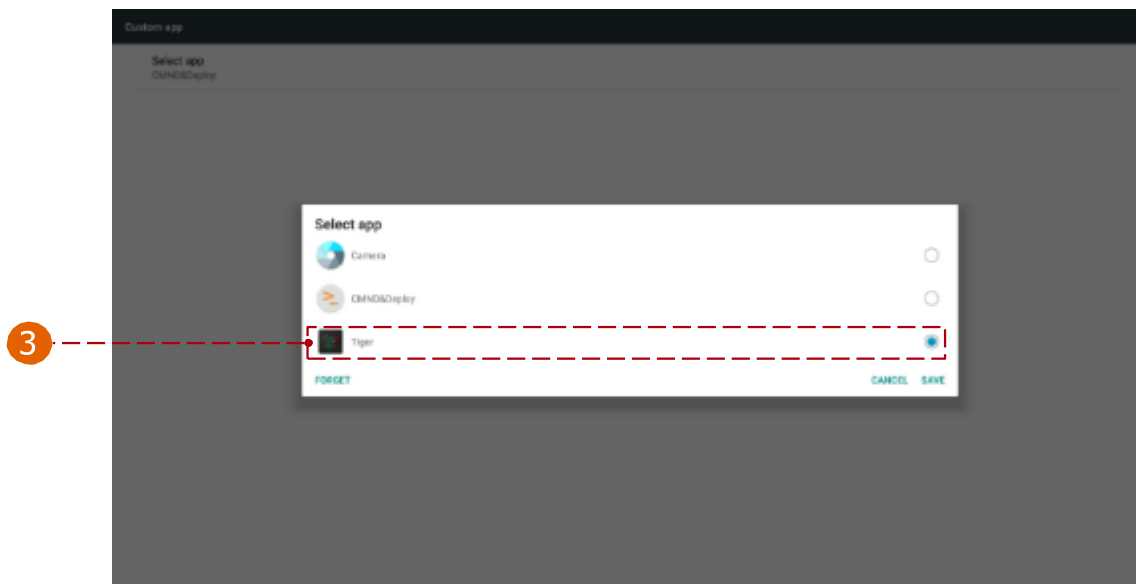 Custom app
Select app
CMND&Deploy
Select app
Camera
CMND&Deploy
3
Tiger
FORGET
CANCEL SAVE